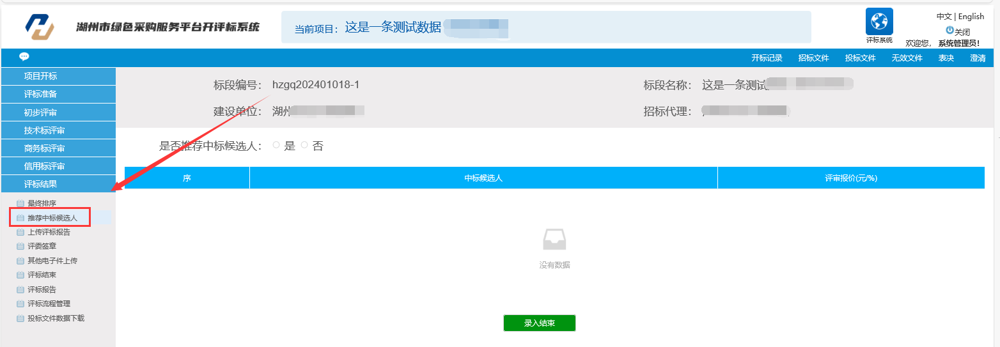 湖州市绿色采购服务平台开评标系统
当前项目： 这是一条测试数据
评标系统
中文 | English
关闭
欢迎您， 系统管理员！
开标记录 招标文件 投标文件 无效文件 表决 澄清
项目开标
评标准备
初步评审
技术标评审
商务标评审
信用标评审
评标结果
最终排序
推荐中标候选人
上传评标报告
评委签章
其他电子件上传
评标结束
评标报告
评标流程管理
投标文件数据下载
标段编号： hzgq202401018-1 标段名称： 这是一条测试
建设单位： 湖州 招标代理：
是否推荐中标候选人： 是 否
序 中标候选人 评审报价(元/%)
没有数据
录入结束